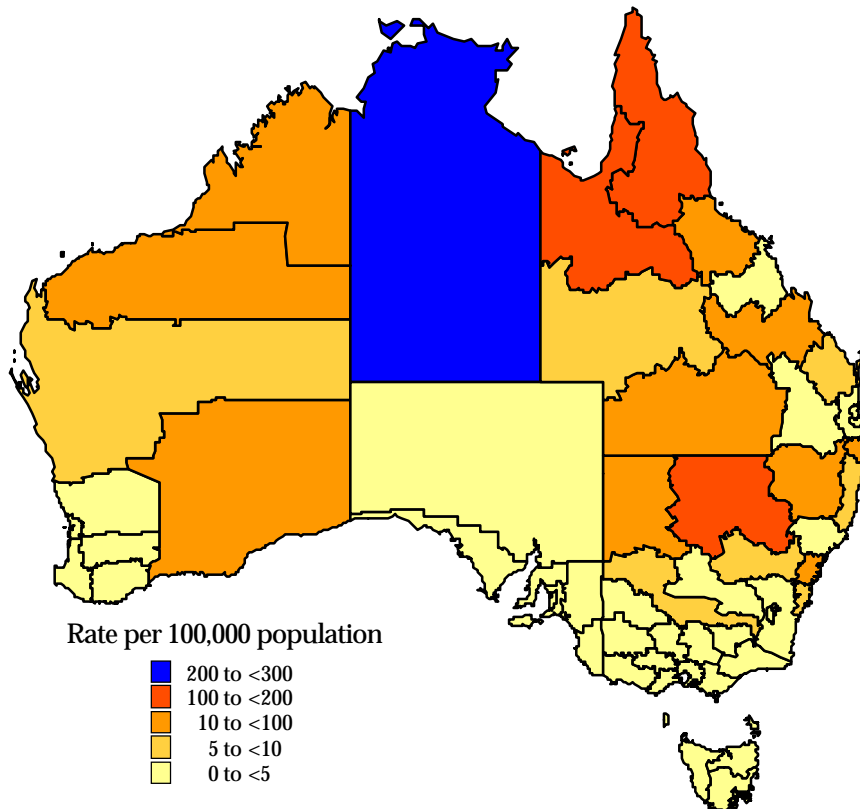 Rate per 100,000 population
200 to <300
100 to <200
10 to <100
5 to <10
0 to <5